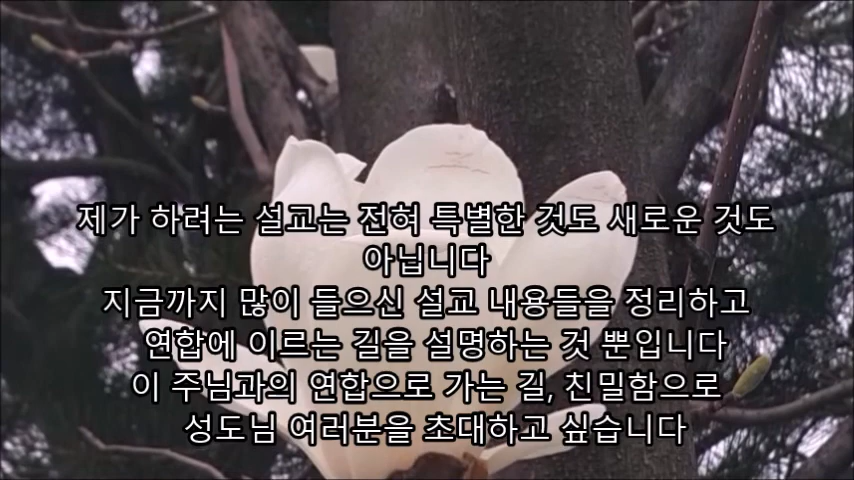 제가 하려는 설교는 전혀 특별한 것도 새로운 것도
아닙니다
지금까지 많이 들으신 설교 내용들을 정리하고
연합에 이르는 길을 설명하는 것 뿐입니다
이 주님과의 연합으로 가는 길, 친밀함으로
성도님 여러분을 초대하고 싶습니다